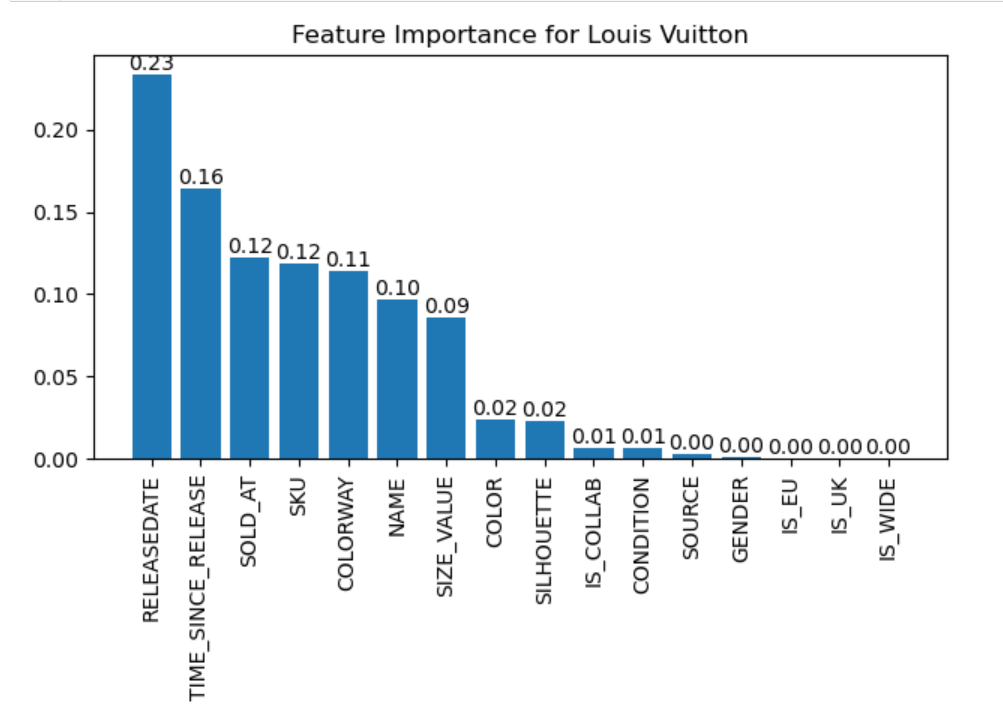 Feature Importance for Louis Vuitton
0.20
0.15
0.10
0.05
0.00
0.23
0.16
0.12
0.12
0.11
0.10
0.09
0.02
0.02
0.01
0.01
0.00
0.00
0.00
0.00
0.00
RELEASEDATE
TIME_SINCE_RELEASE
SOLD_AT
SKU
COLORWAY
NAME
SIZE_VALUE
COLOR
SILHOUETTE
IS_COLLAB
CONDITION
SOURCE
GENDER
IS_EU
IS_UK
IS_WIDE